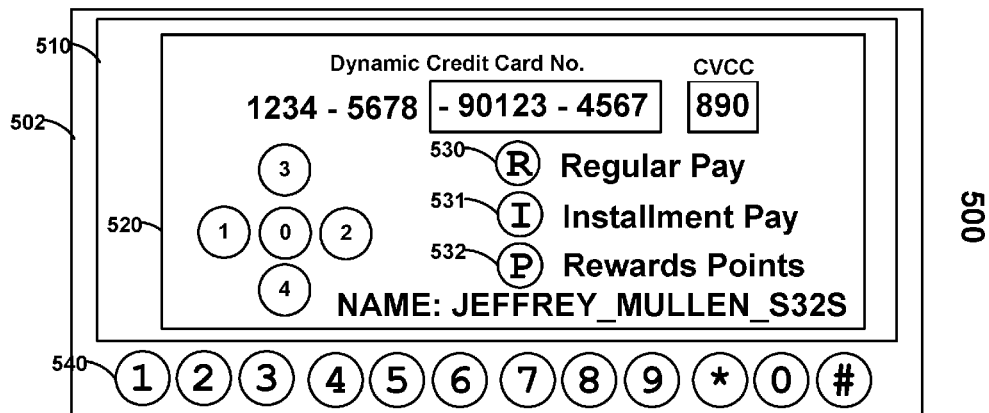 510
Dynamic Credit Card No. CVCC
502
1234 - 5678 - 90123 - 4567 890
530 R Regular Pay
3
531 I Installment Pay
520 1 0 2
500
532 P Rewards Points
4
NAME: JEFFREY_MULLEN_S32S
540 1 2 3 4 5 6 7 8 9 * 0 #